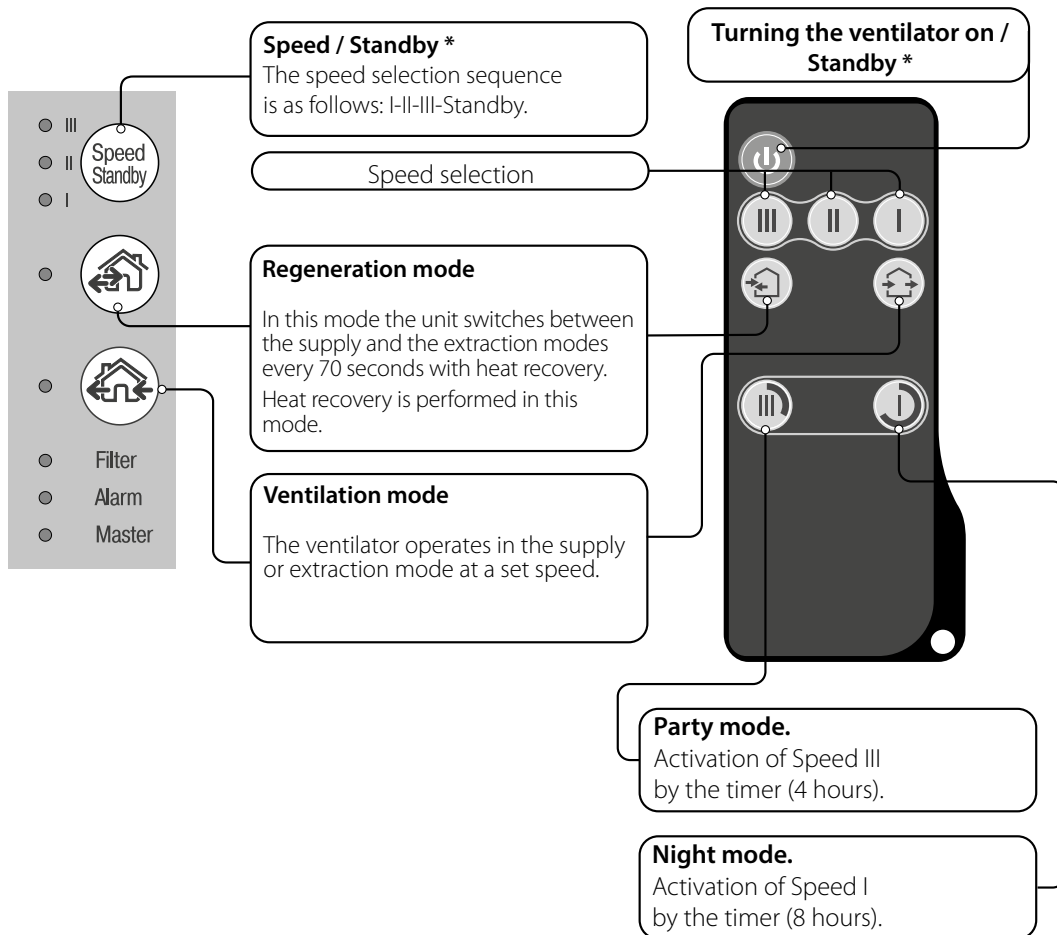 Speed / Standby *
The speed selection sequence
is as follows: I-II-III-Standby.
Turning the ventilator on /
Standby *
III
II
I
Speed
Standby
Speed selection
III
II
I
Regeneration mode
In this mode the unit switches between
the supply and the extraction modes
every 70 seconds with heat recovery.
Heat recovery is performed in this
mode.
III
I
Filter
Alarm
Master
Ventilation mode
The ventilator operates in the supply
or extraction mode at a set speed.
Party mode.
Activation of Speed III
by the timer (4 hours).
Night mode.
Activation of Speed I
by the timer (8 hours).